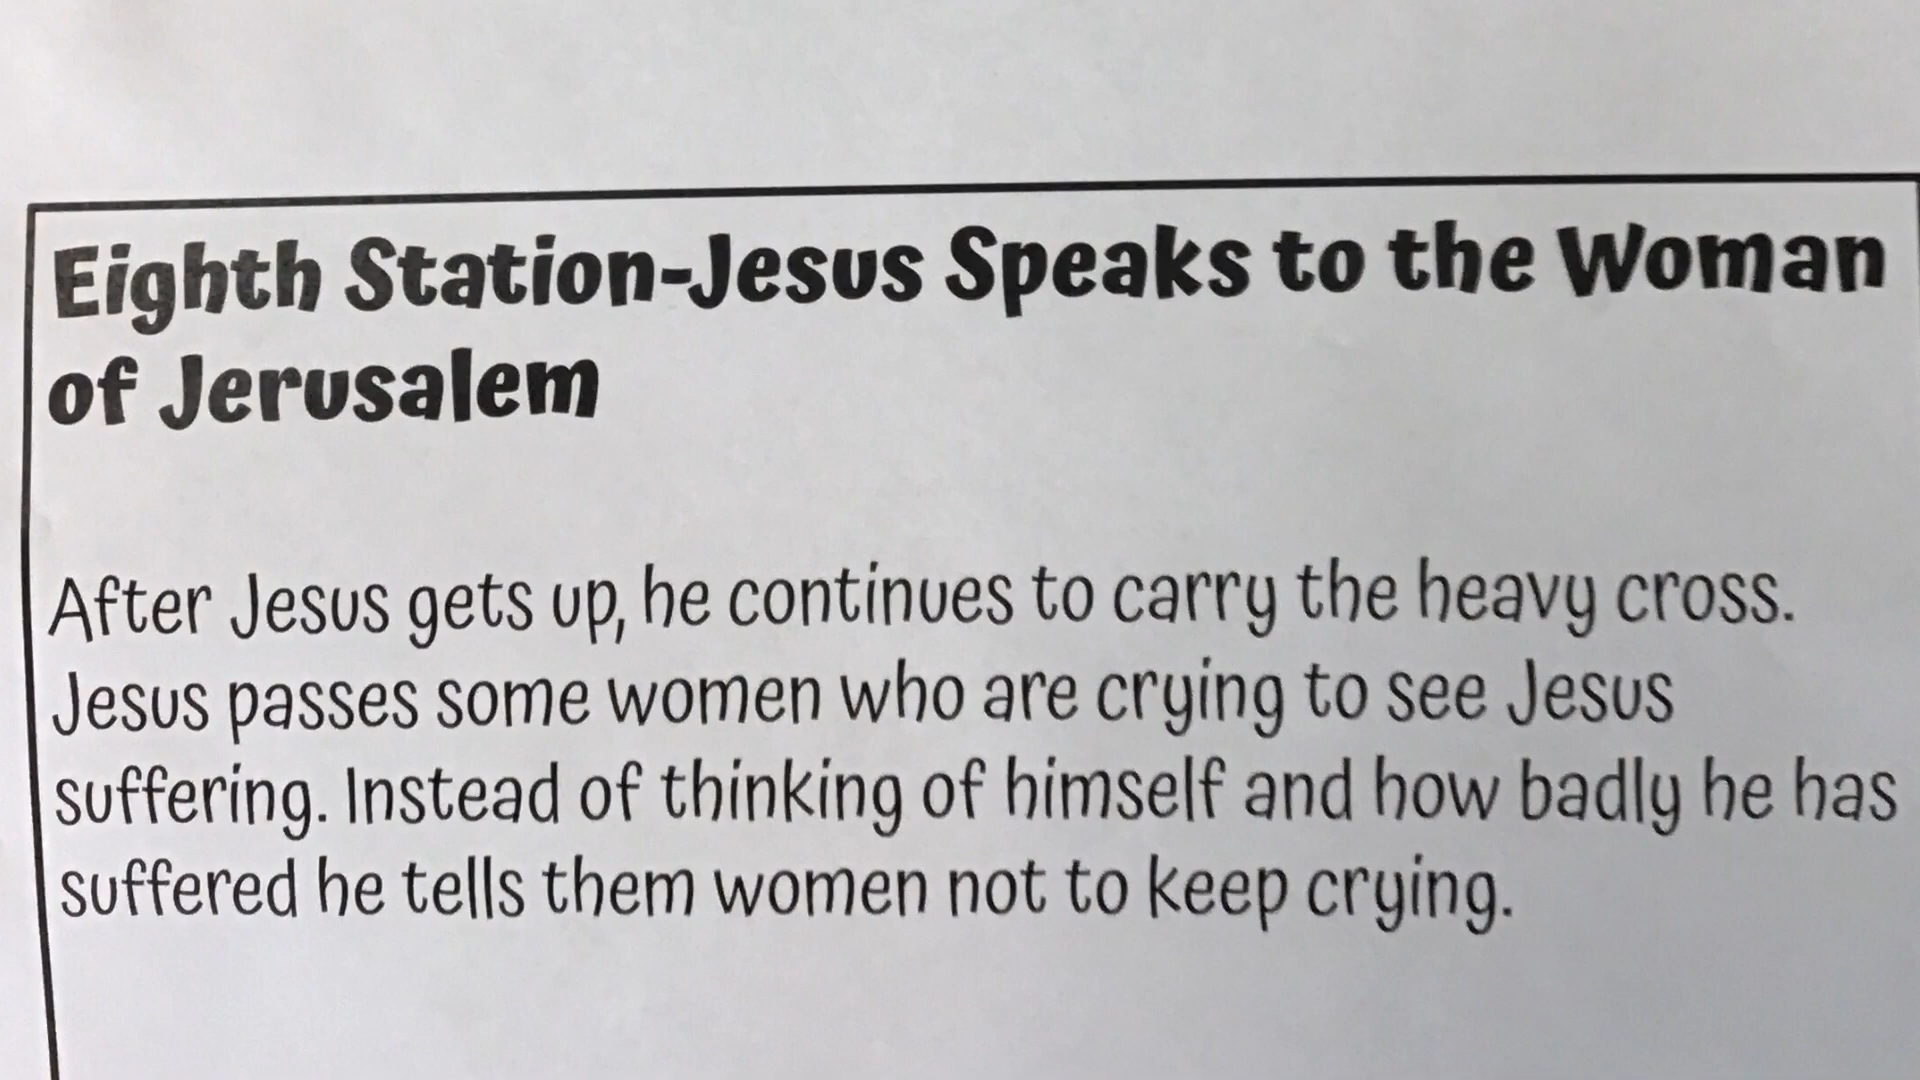 Eighth Station-Jesus Speaks to the Woman
of Jerusalem
After Jesus gets up, he continues to carry the heavy cross.
Jesus passes some women who are crying to see Jesus
suffering. Instead of thinking of himself and how badly he has
suffered he tells them women not to keep crying.